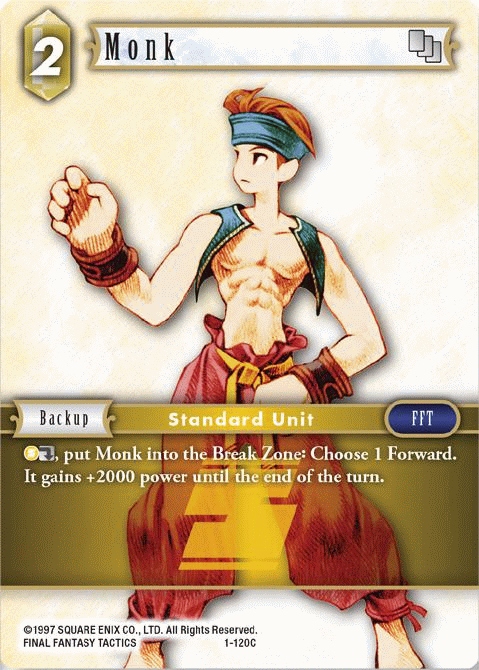 2
Monk
Backup
Standard Unit
FFT
, put Monk into the Break Zone: Choose 1 Forward.
It gains +2000 power until the end of the turn.
©1997 SQUARE ENIX CO., LTD. All Rights Reserved.
FINAL FANTASY TACTICS 1-120C